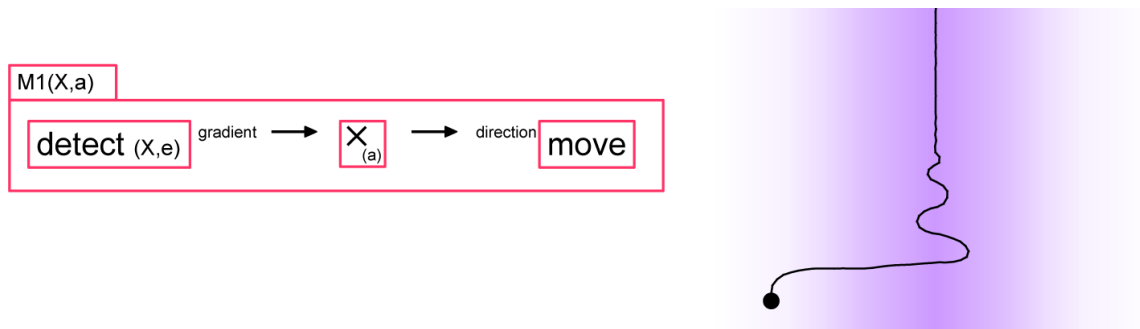 M1(X,a)
detect (X,e) gradient × (a) direction move